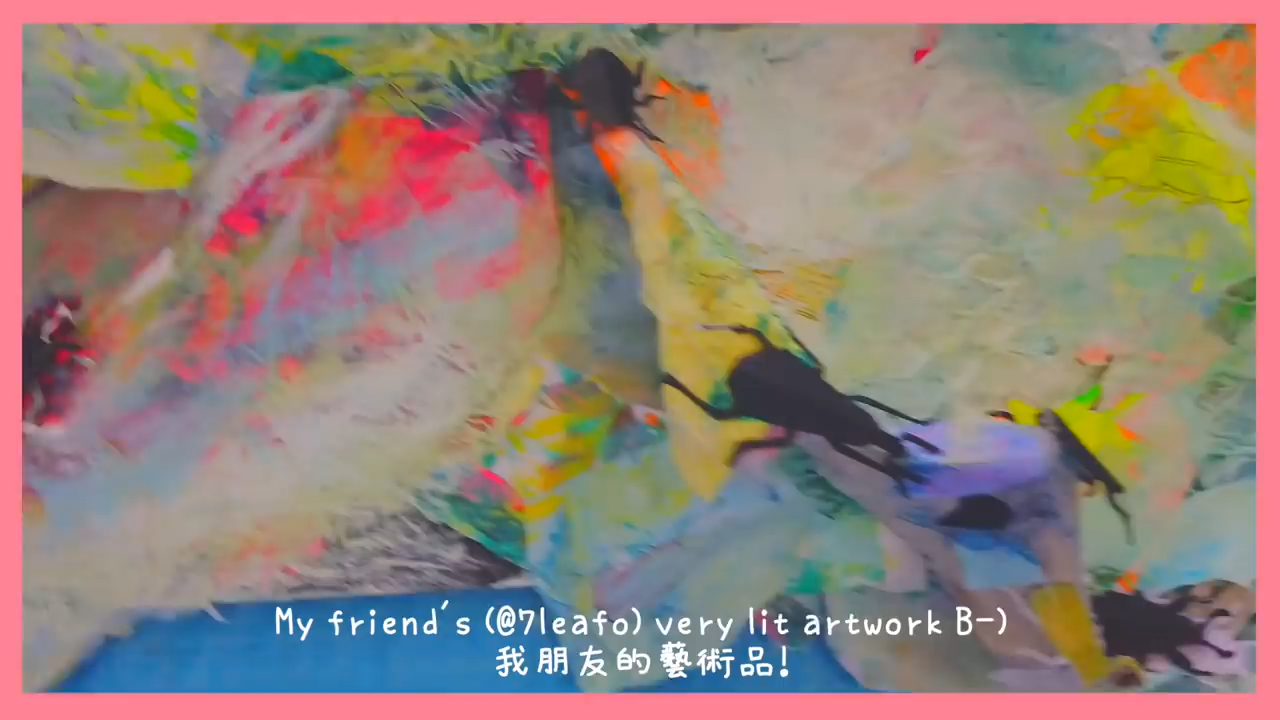 My friend's (@7leafo) very lit artwork B-)
我朋友的藝術品!